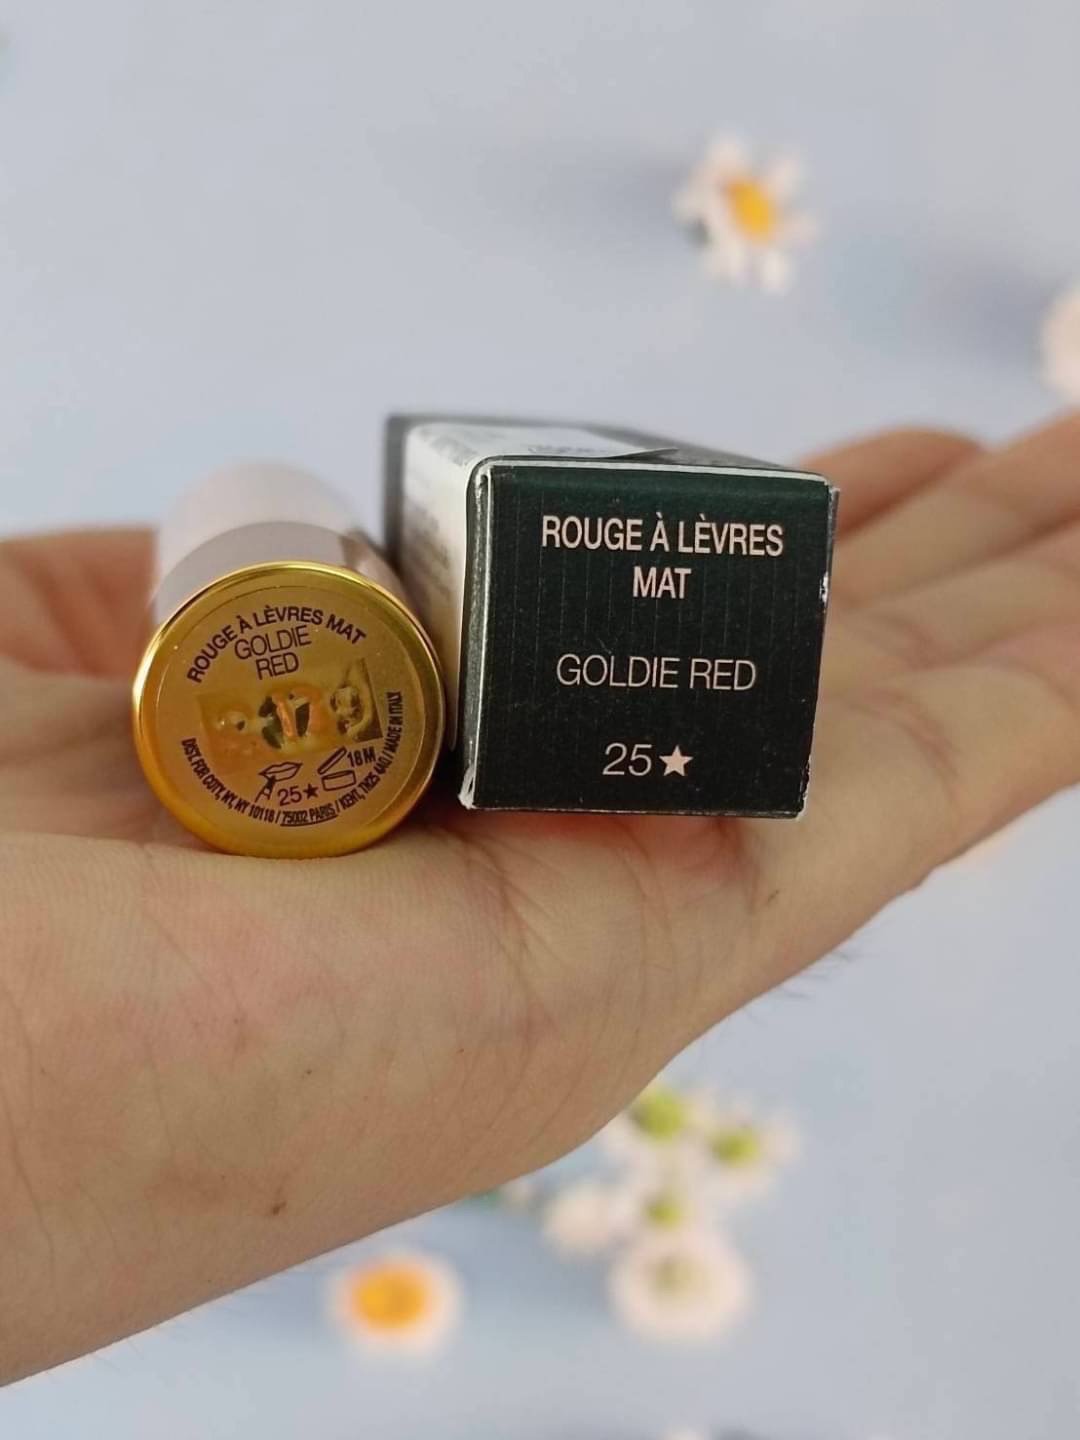 ROUGE À LÈVRES MAT
GOLDIE
RED
18M
25★
DIST. FOR COTY, NY, NY 10118 / 75002 PARIS / KENT, TN25 4AQ / MADE IN ITALY
ROUGE À LÈVRES
MAT
GOLDIE RED
25★